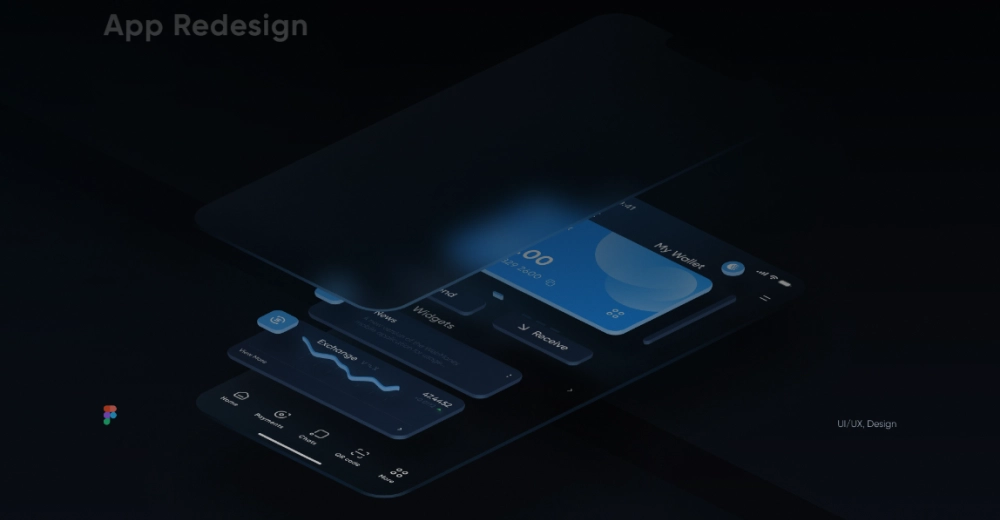 App Redesign
My Wallet
Receive
Widgets
News
Exchange
View More
Home
Payments
Chats
QR code
More
UI/UX, Design